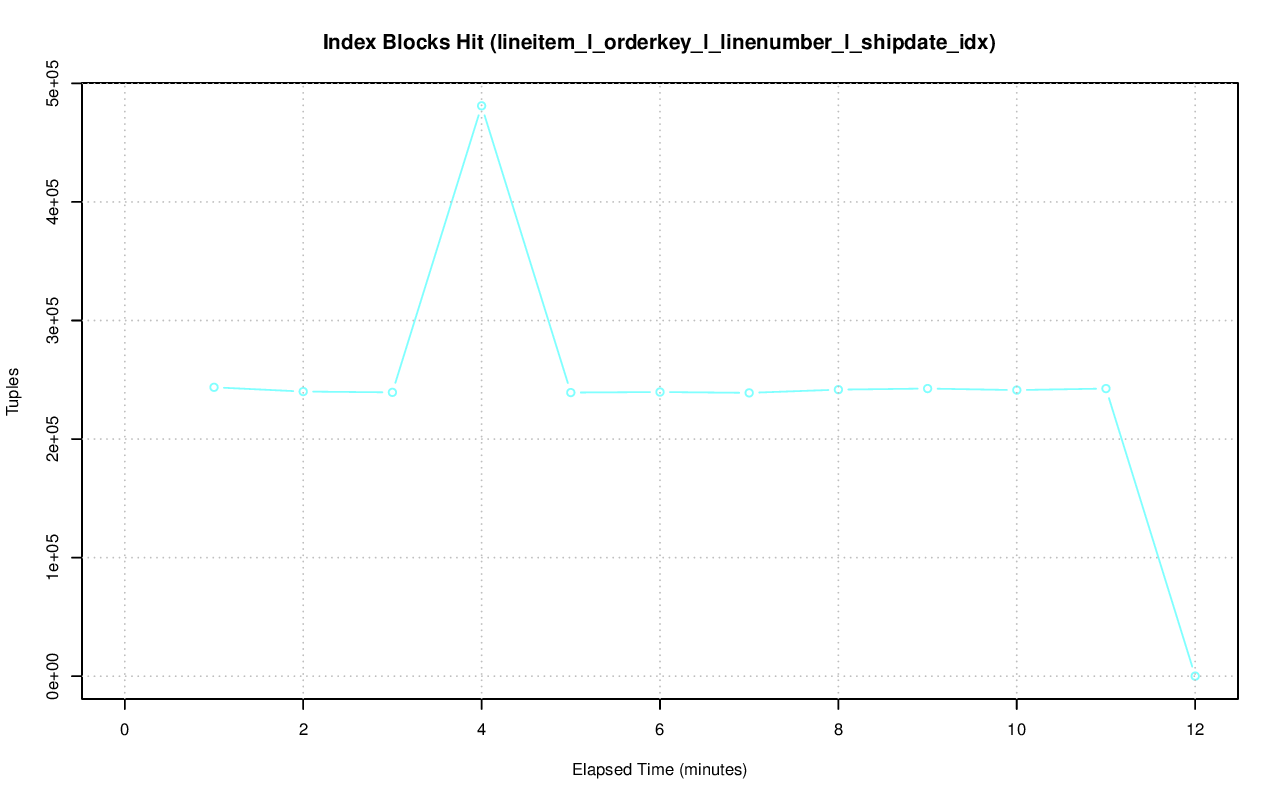 Index Blocks Hit (lineitem_l_orderkey_l_linenumber_l_shipdate_idx)
Tuples
5e+05
4e+05
3e+05
2e+05
1e+05
0e+00
0 2 4 6 8 10 12
Elapsed Time (minutes)